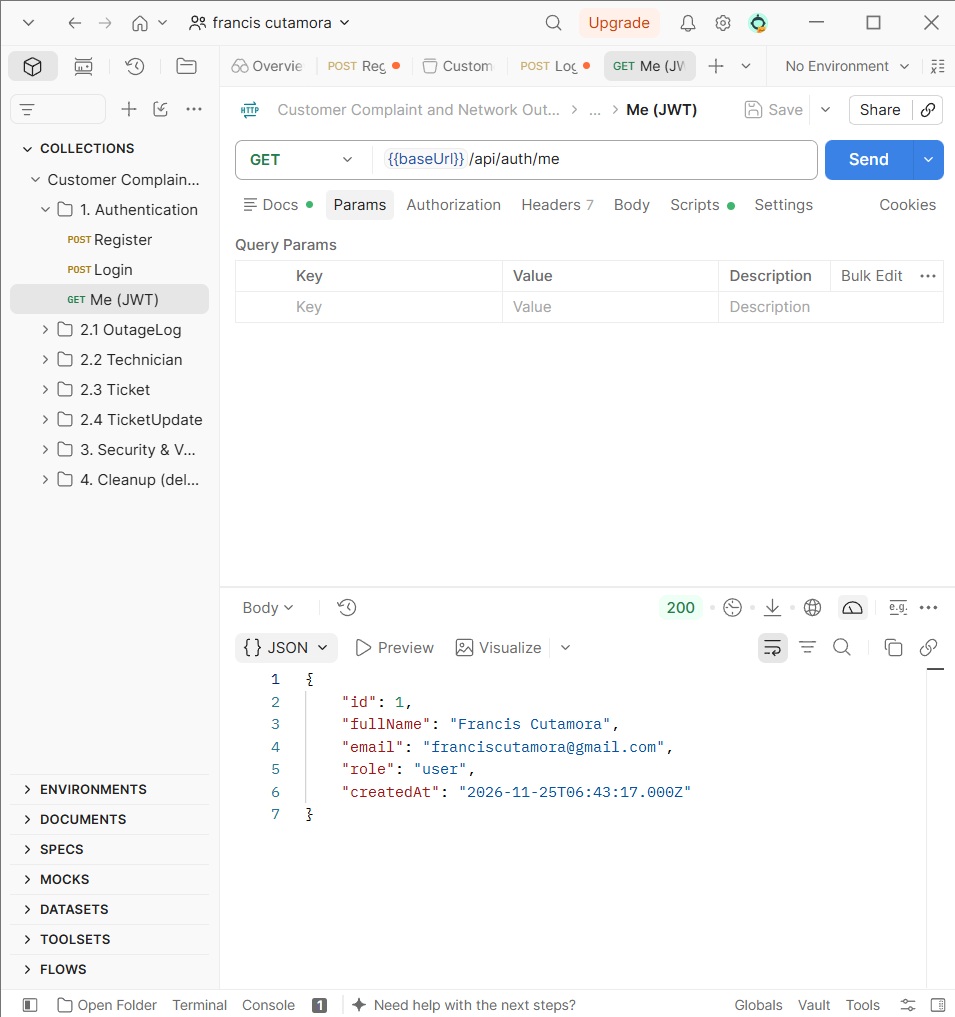 francis cutamora
Upgrade
Overvie
POST Reg
Custom
POST Log
GET Me (JW
No Environment
HTTP Customer Complaint and Network Out... > ... > Me (JWT)
Save
Share
COLLECTIONS
Customer Complain...
1. Authentication
POST Register
POST Login
GET Me (JWT)
2.1 OutageLog
2.2 Technician
2.3 Ticket
2.4 TicketUpdate
3. Security & V...
4. Cleanup (del...
ENVIRONMENTS
DOCUMENTS
SPECS
MOCKS
DATASETS
TOOLSETS
FLOWS
GET
{{baseUrl}} /api/auth/me
Send
Docs
Params
Authorization
Headers 7
Body
Scripts
Settings
Cookies
Query Params
Key Value Description Bulk Edit
Key Value Description
Body
200
e.g.
{} JSON
Preview
Visualize
1 {
2 "id": 1,
3 "fullName": "Francis Cutamora",
4 "email": "franciscutamora@gmail.com",
5 "role": "user",
6 "createdAt": "2026-11-25T06:43:17.000Z"
7 }
Open Folder
Terminal
Console
1
Need help with the next steps?
Globals
Vault
Tools